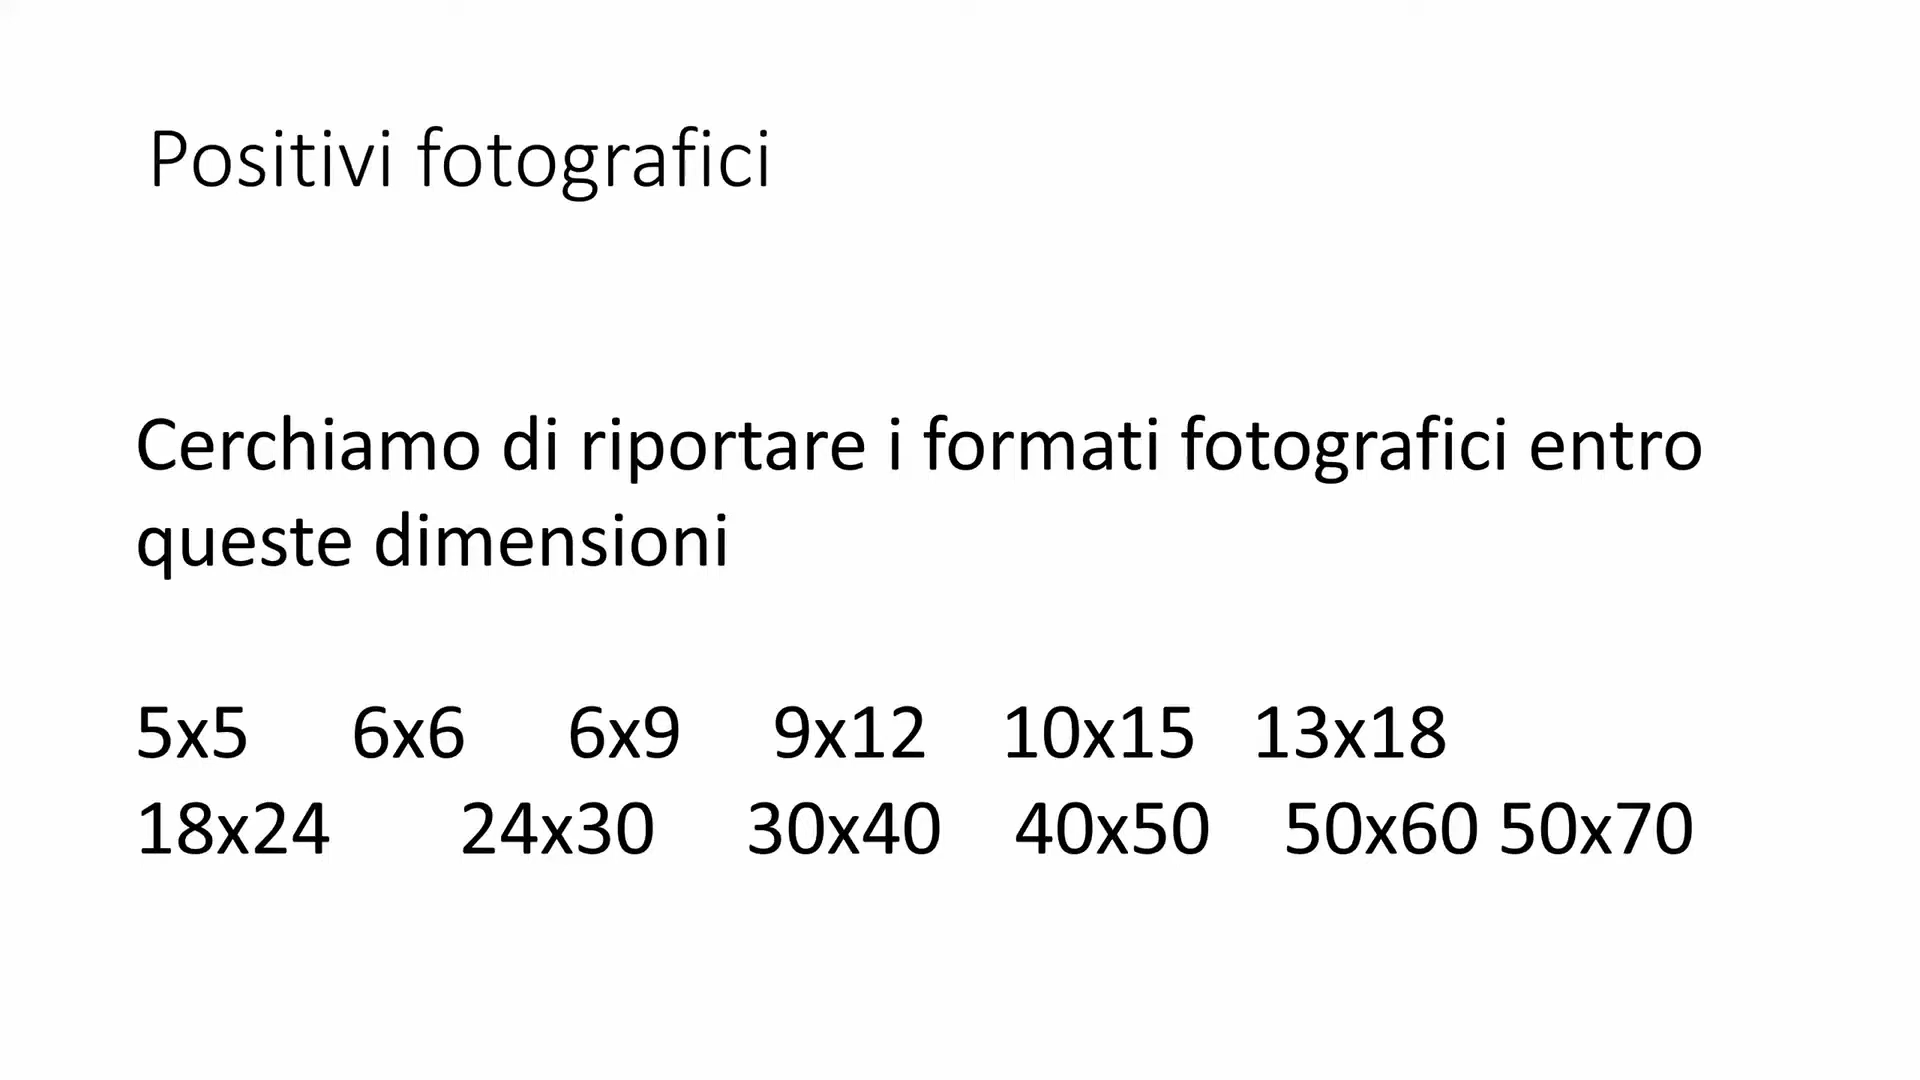 Positivi fotografici
Cerchiamo di riportare i formati fotografici entro
queste dimensioni
5x5 6x6 6x9 9x12 10x15 13x18
18x24 24x30 30x40 40x50 50x60 50x70